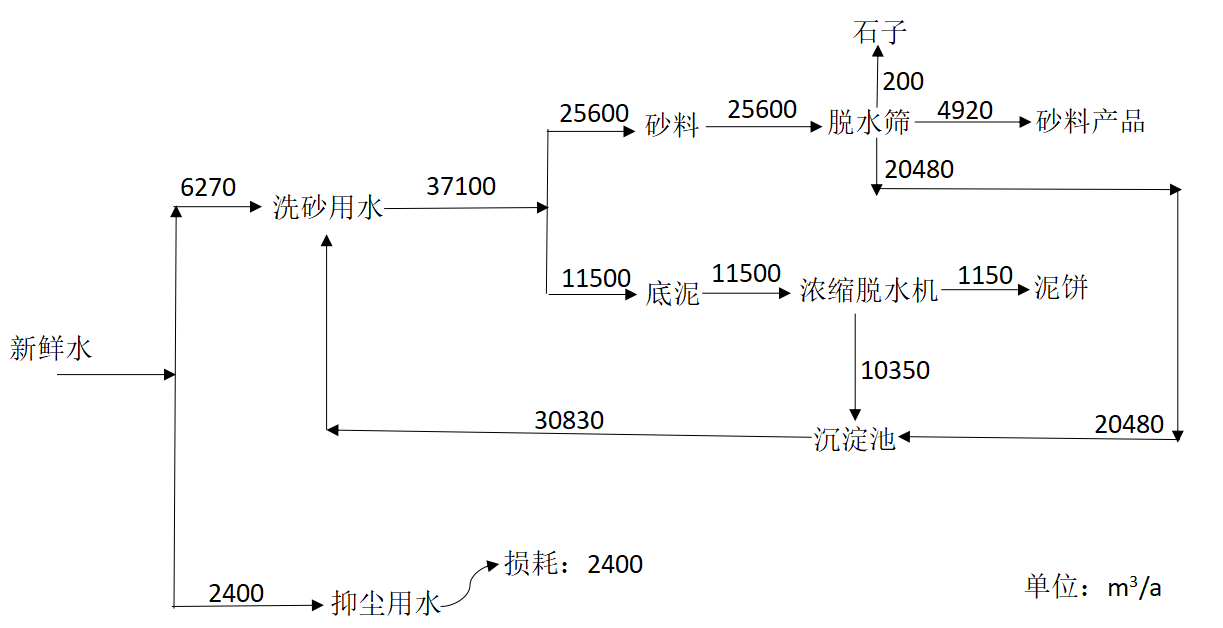 石子
200
25600
砂料
25600
脱水筛
4920
砂料产品
20480
6270
洗砂用水
37100
11500
底泥
11500
浓缩脱水机
1150
泥饼
新鲜水
10350
30830
沉淀池
20480
2400
抑尘用水
损耗：2400
单位：m³/a